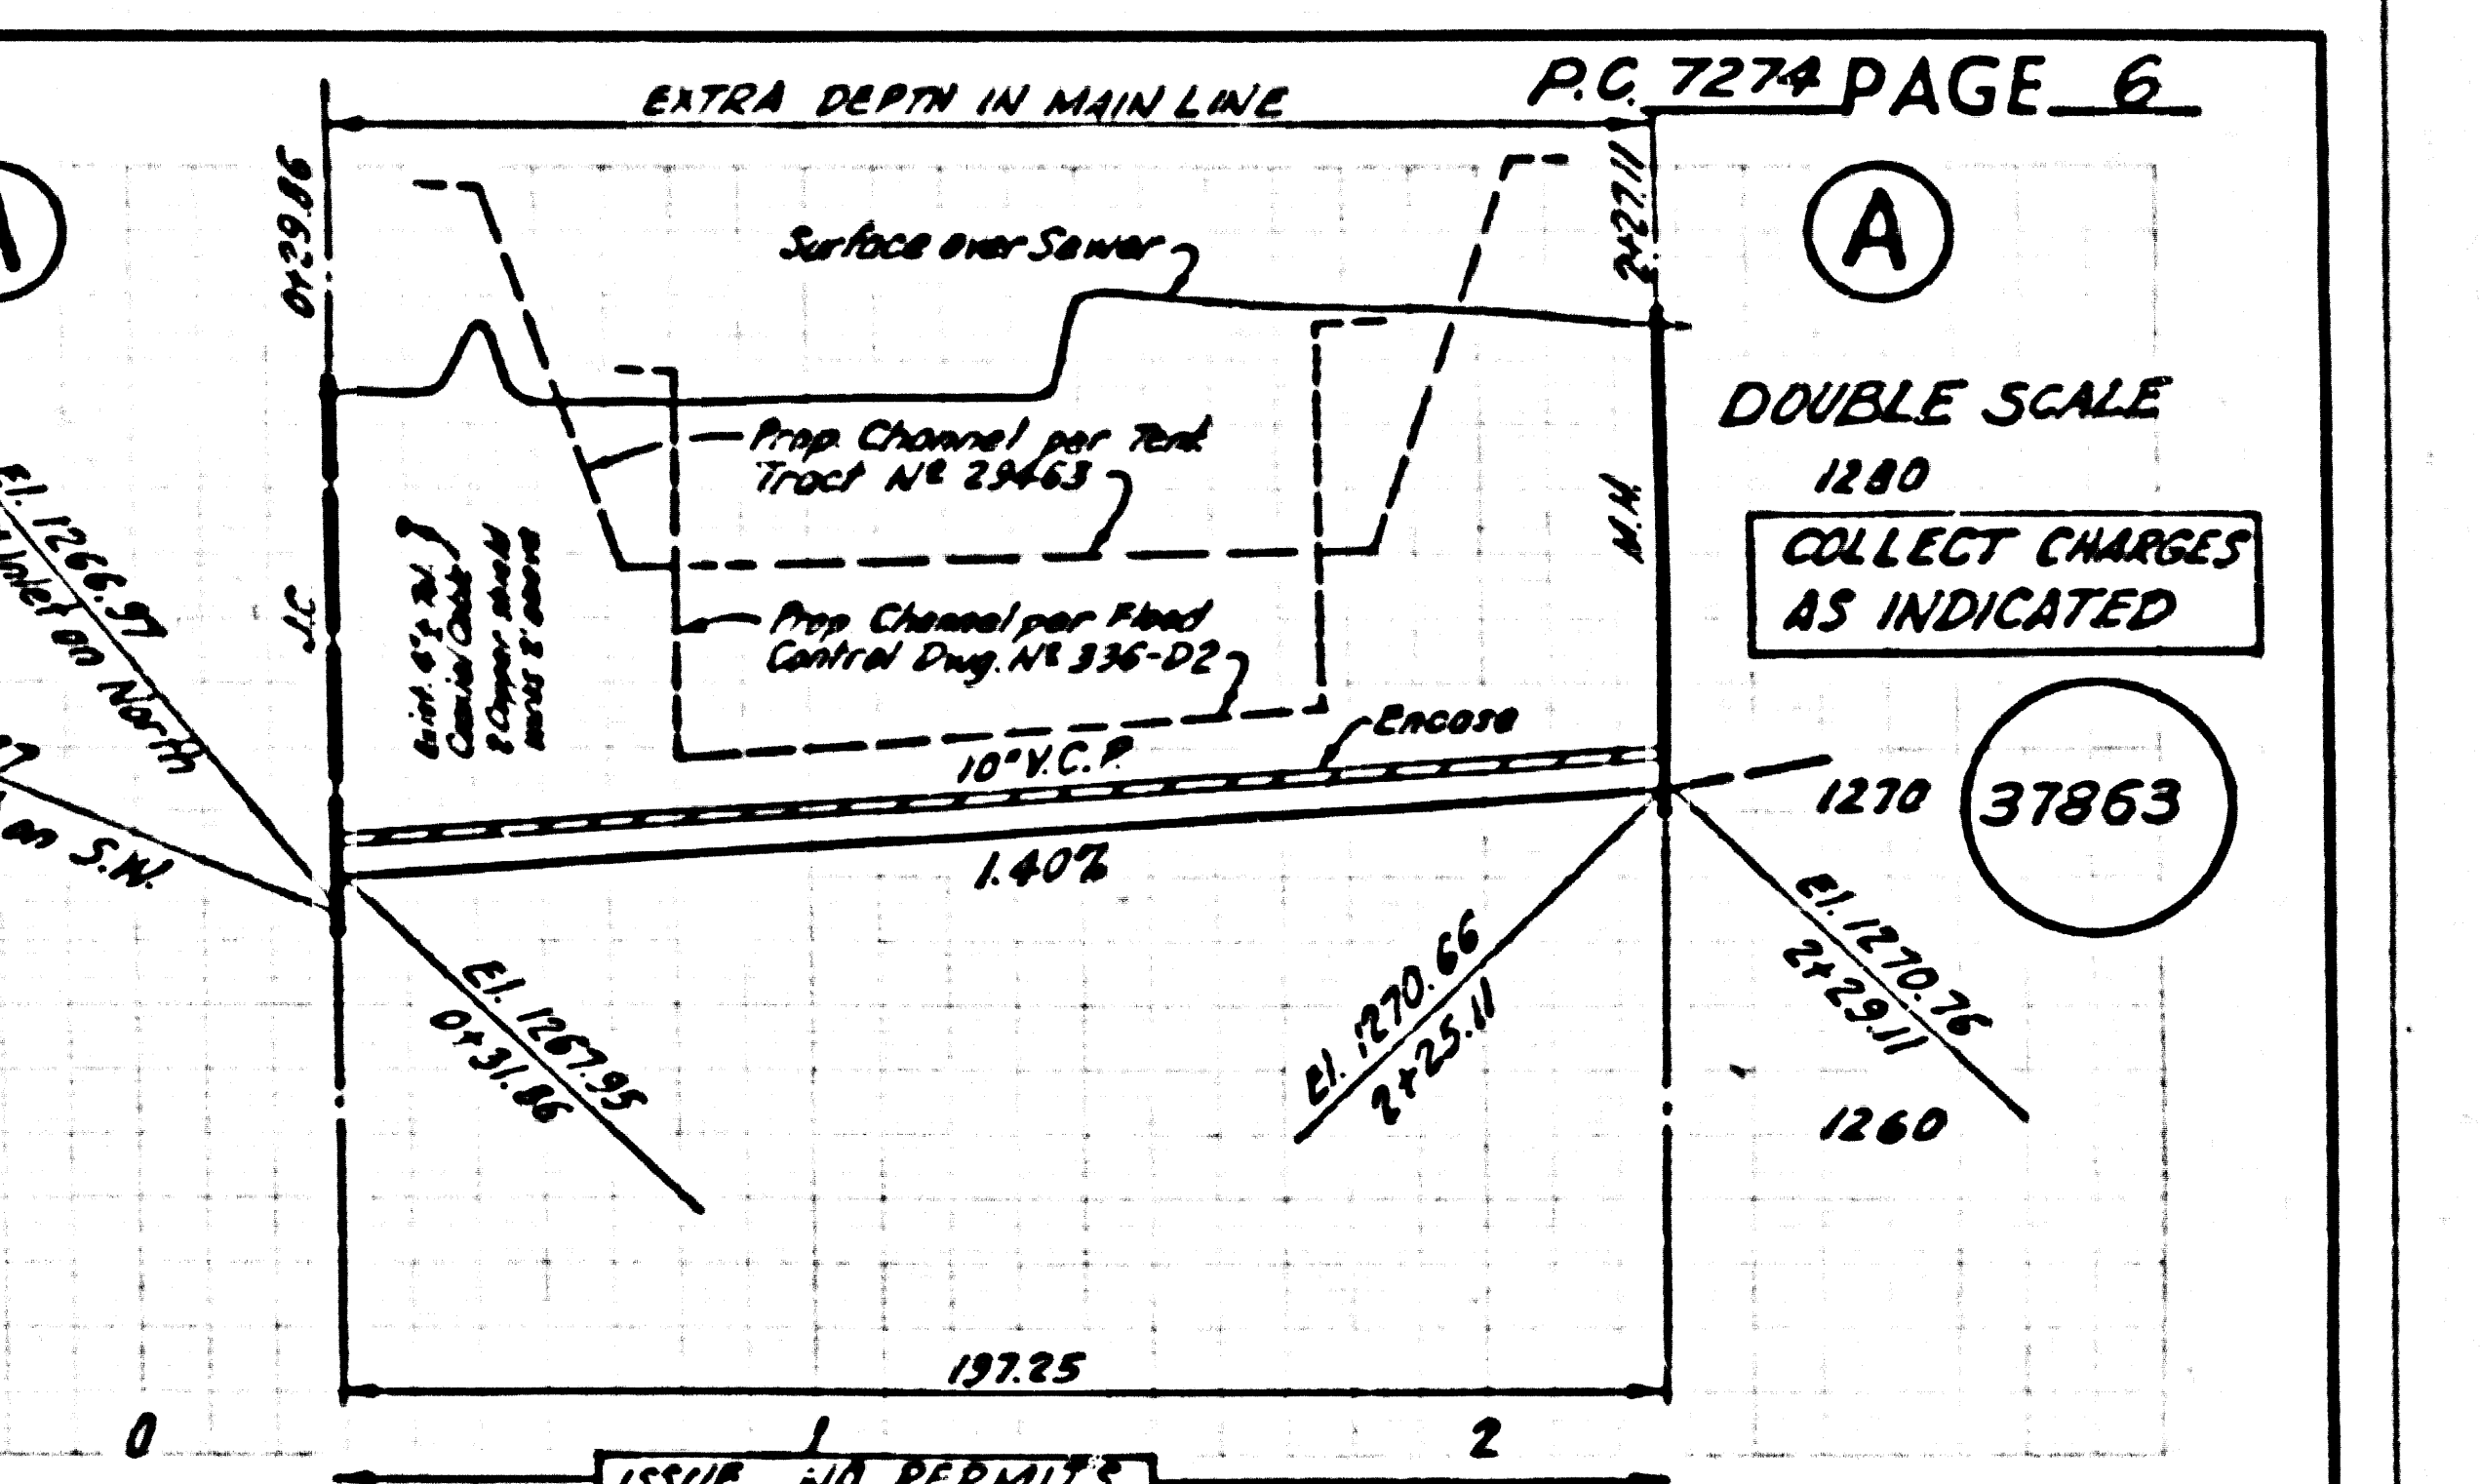 P.C. 7274 PAGE 6
EXTRA DEPTH IN MAIN LINE
0+29.86
2+27.11
A
Surface over Sewer
DOUBLE SCALE
1280
COLLECT CHARGES
AS INDICATED
Prop. Channel per Tent.
Tract Nº 29463
M.H.
J.C.
Exist. 4"
2 Copper
Prop Channel per Flood
Control Dwg. Nº 336-D2
Encase
10" V.C.P.
1.40%
1270
37863
El. 1266.97
Inlet on North
on S.W.
El. 1267.95
0+31.86
El. 1270.66
2+25.11
El. 1270.76
2+29.11
1260
197.25
0
1
2
ISSUE NO PERMITS